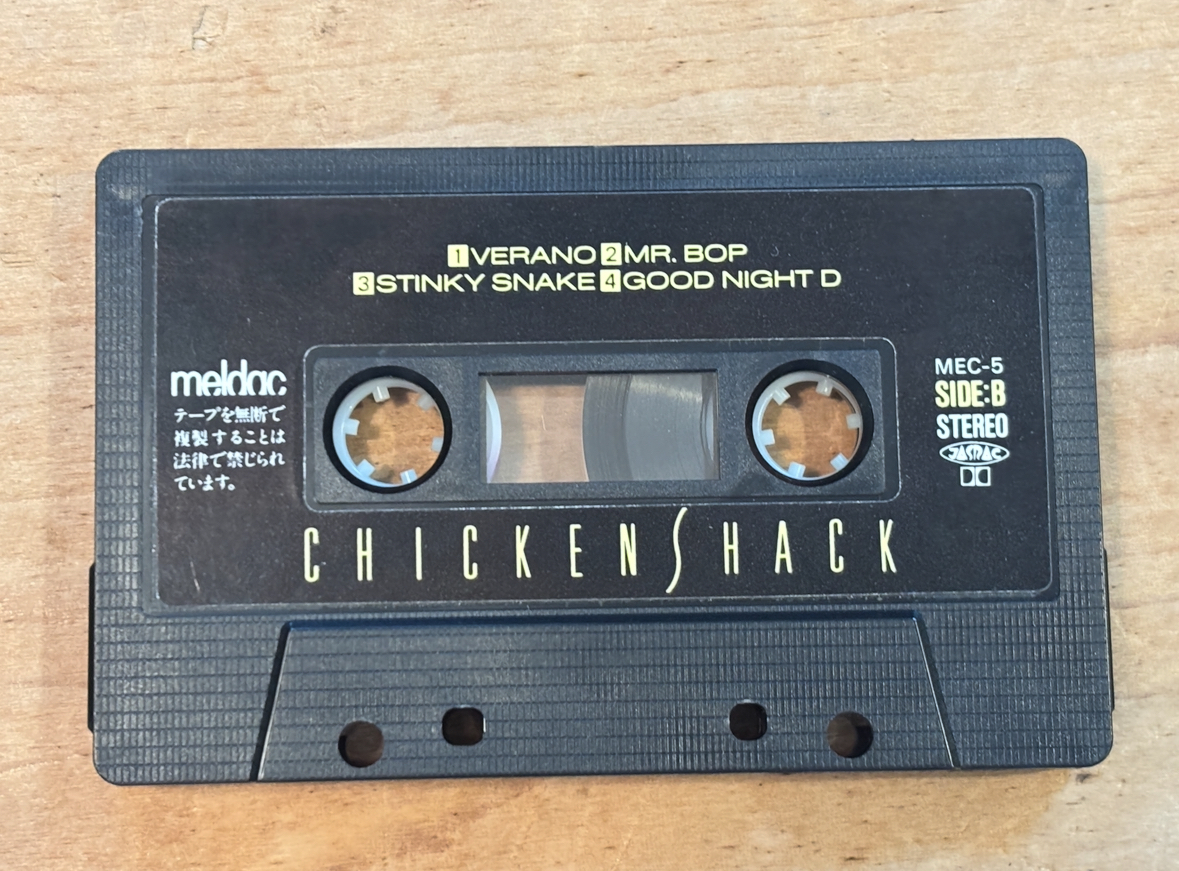 1 VERANO 2 MR. BOP
3 STINKY SNAKE 4 GOOD NIGHT D
meldac
テープを無断で
複製することは
法律で禁じられ
ています。
MEC-5
SIDE:B
STEREO
JASRAC
CHICKENSHACK